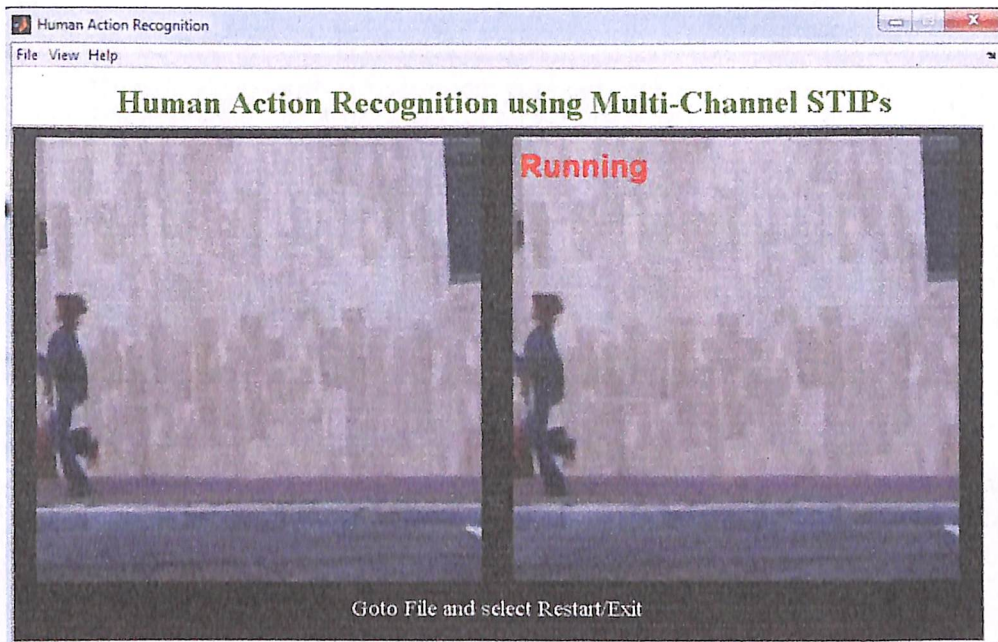 Human Action Recognition
File View Help
Human Action Recognition using Multi-Channel STIPs
Running
Goto File and select Restart/Exit